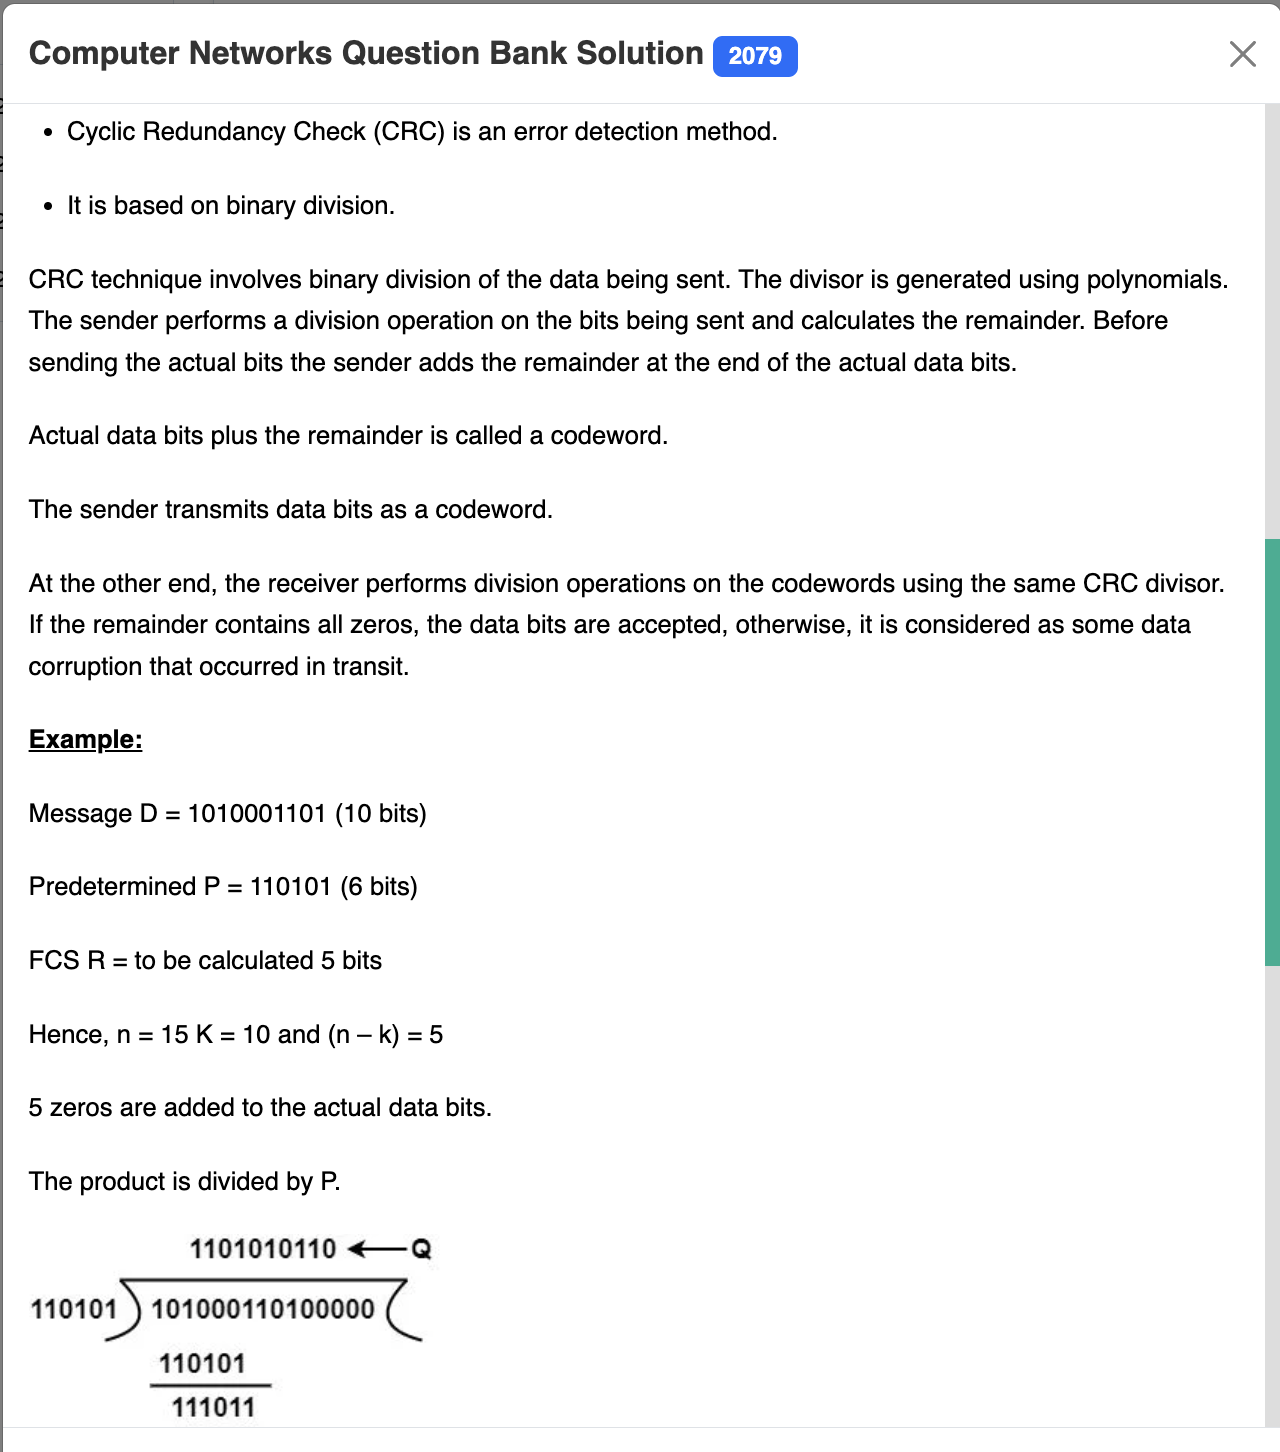 Computer Networks Question Bank Solution 2079
• Cyclic Redundancy Check (CRC) is an error detection method.
• It is based on binary division.
CRC technique involves binary division of the data being sent. The divisor is generated using polynomials.
The sender performs a division operation on the bits being sent and calculates the remainder. Before
sending the actual bits the sender adds the remainder at the end of the actual data bits.
Actual data bits plus the remainder is called a codeword.
The sender transmits data bits as a codeword.
At the other end, the receiver performs division operations on the codewords using the same CRC divisor.
If the remainder contains all zeros, the data bits are accepted, otherwise, it is considered as some data
corruption that occurred in transit.
Example:
Message D = 1010001101 (10 bits)
Predetermined P = 110101 (6 bits)
FCS R = to be calculated 5 bits
Hence, n = 15 K = 10 and (n – k) = 5
5 zeros are added to the actual data bits.
The product is divided by P.
1101010110 ← Q
110101 101000110100000
110101
111011